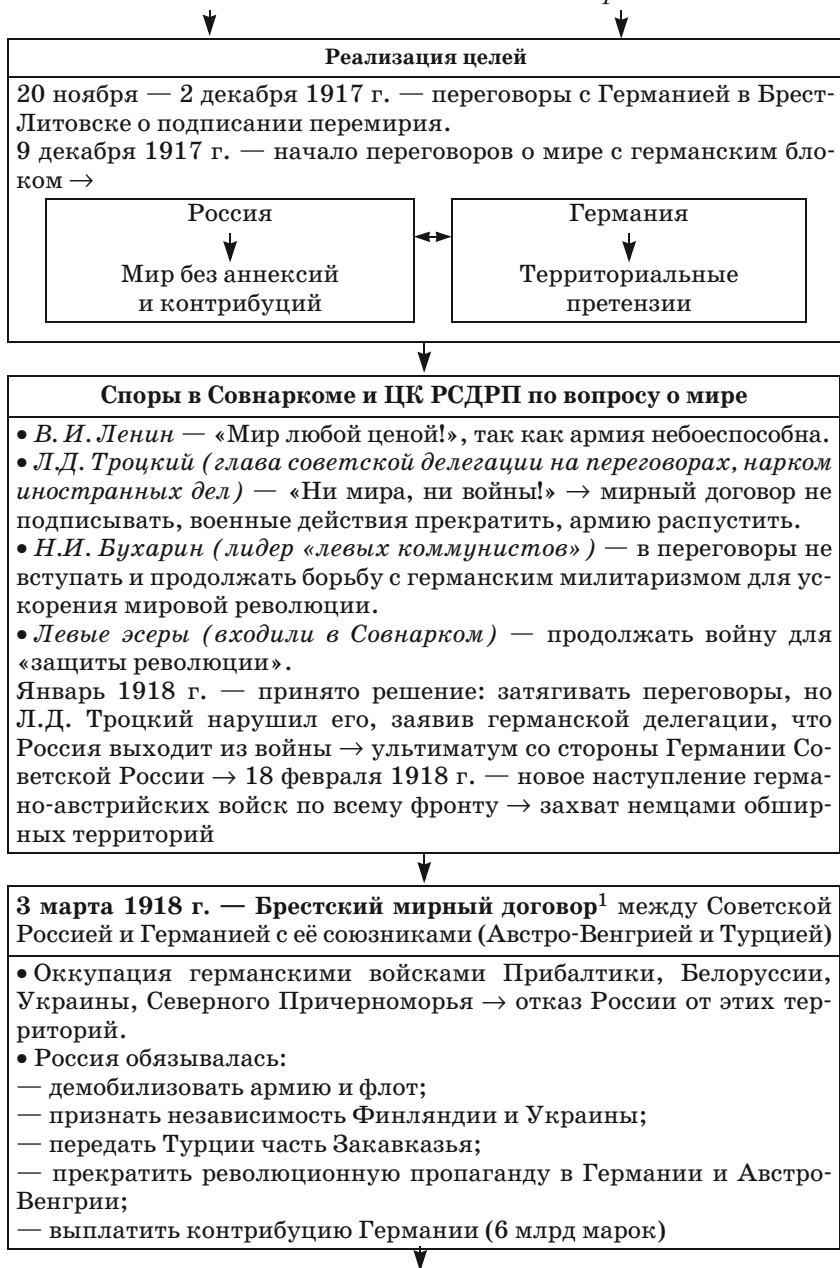 Реализация целей
20 ноября — 2 декабря 1917 г. — переговоры с Германией в Брест-
Литовске о подписании перемирия.
9 декабря 1917 г. — начало переговоров о мире с германским бло-
ком →
Россия
Мир без аннексий
и контрибуций
Германия
Территориальные
претензии
Споры в Совнаркоме и ЦК РСДРП по вопросу о мире
• В. И. Ленин — «Мир любой ценой!», так как армия небоеспособна.
• Л.Д. Троцкий (глава советской делегации на переговорах, нарком
иностранных дел) — «Ни мира, ни войны!» → мирный договор не
подписывать, военные действия прекратить, армию распустить.
• Н.И. Бухарин (лидер «левых коммунистов») — в переговоры не
вступать и продолжать борьбу с германским милитаризмом для ус-
корения мировой революции.
• Левые эсеры (входили в Совнарком) — продолжать войну для
«защиты революции».
Январь 1918 г. — принято решение: затягивать переговоры, но
Л.Д. Троцкий нарушил его, заявив германской делегации, что
Россия выходит из войны → ультиматум со стороны Германии Со-
ветской России → 18 февраля 1918 г. — новое наступление герма-
но-австрийских войск по всему фронту → захват немцами обшир-
ных территорий
3 марта 1918 г. — Брестский мирный договор¹ между Советской
Россией и Германией с её союзниками (Австро-Венгрией и Турцией)
• Оккупация германскими войсками Прибалтики, Белоруссии,
Украины, Северного Причерноморья → отказ России от этих тер-
риторий.
• Россия обязывалась:
— демобилизовать армию и флот;
— признать независимость Финляндии и Украины;
— передать Турции часть Закавказья;
— прекратить революционную пропаганду в Германии и Австро-
Венгрии;
— выплатить контрибуцию Германии (6 млрд марок)